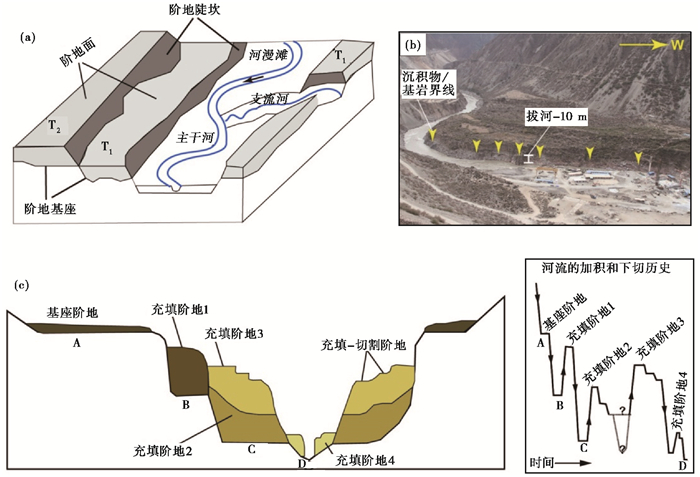 (a)
阶地陡坎
阶地面
河漫滩
T1
支流河
主干河
T2
T1
阶地基座
(b)
W
沉积物/
基岩界线
拔河~10 m
(c)
基座阶地
A
充填阶地1
充填阶地3
充填-切割阶地
B
充填阶地2
C
D
充填阶地4
河流的加积和下切历史
基座阶地
充填阶地1
充填阶地2
充填阶地3
充填阶地4
A
B
C
?
?
D
时间